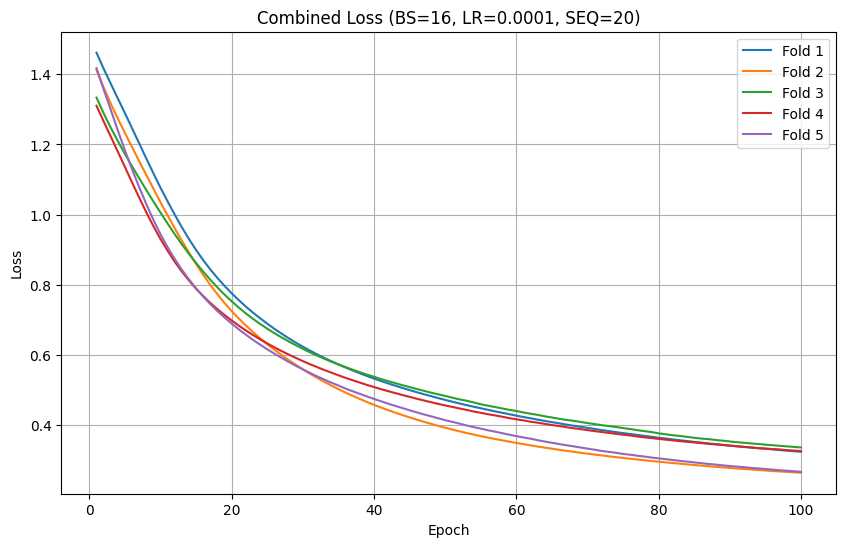 Combined Loss (BS=16, LR=0.0001, SEQ=20)
Fold 1
Fold 2
Fold 3
Fold 4
Fold 5
Loss
1.4
1.2
1.0
0.8
0.6
0.4
0 20 40 60 80 100
Epoch